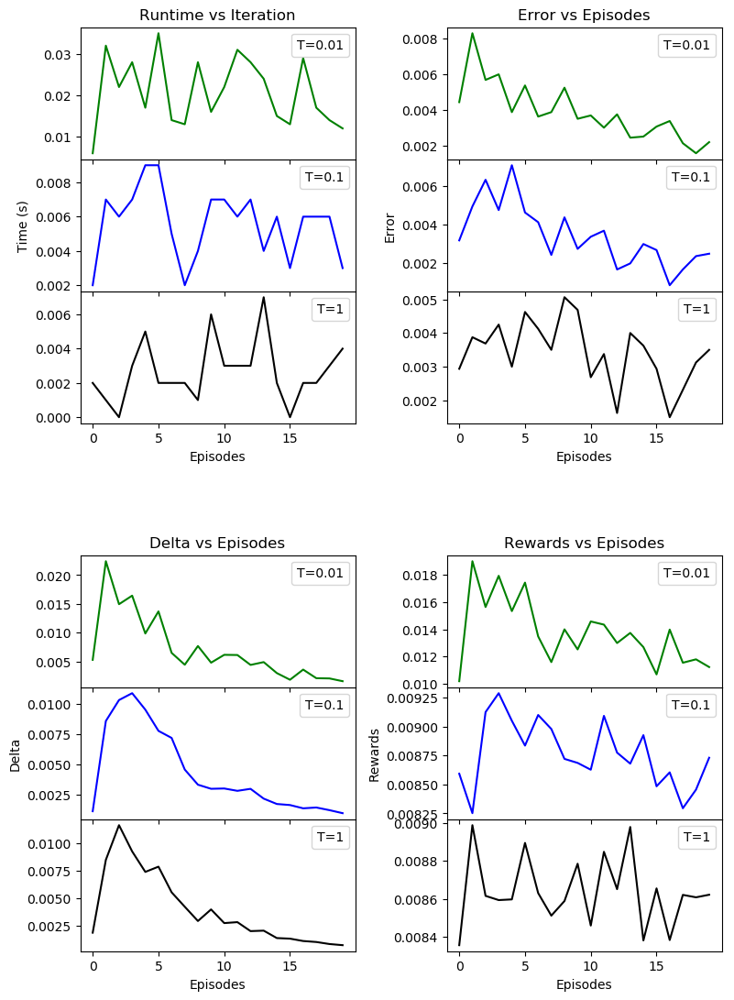 Runtime vs Iteration
T=0.01
0.03
0.02
0.01
T=0.1
0.008
0.006
0.004
0.002
Time (s)
T=1
0.006
0.004
0.002
0.000
0
5
10
15
Episodes
Error vs Episodes
T=0.01
0.008
0.006
0.004
0.002
T=0.1
0.006
0.004
0.002
Error
T=1
0.005
0.004
0.003
0.002
0
5
10
15
Episodes
Delta vs Episodes
T=0.01
0.020
0.015
0.010
0.005
T=0.1
0.0100
0.0075
0.0050
0.0025
Delta
T=1
0.0100
0.0075
0.0050
0.0025
0
5
10
15
Episodes
Rewards vs Episodes
T=0.01
0.018
0.016
0.014
0.012
0.010
T=0.1
0.00925
0.00900
0.00875
0.00850
0.00825
Rewards
T=1
0.0090
0.0088
0.0086
0.0084
0
5
10
15
Episodes